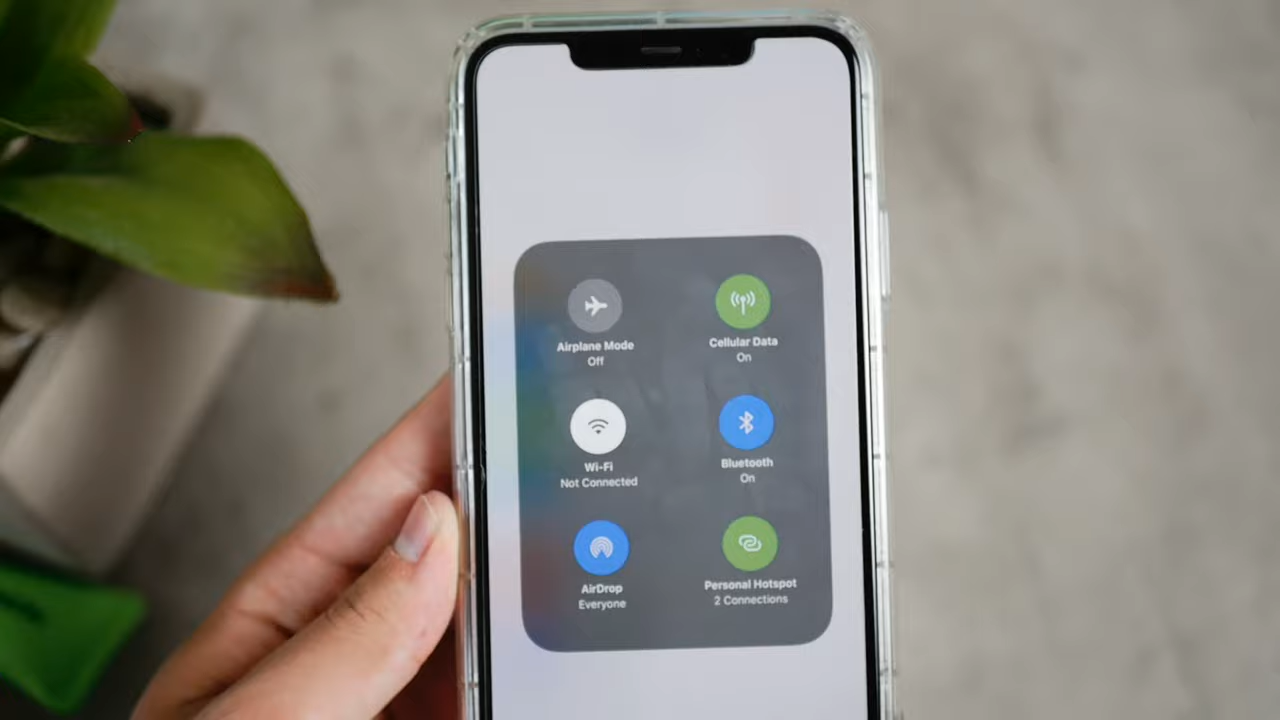 Airplane Mode
Off
Cellular Data
On
Wi-Fi
Not Connected
Bluetooth
On
AirDrop
Everyone
Personal Hotspot
2 Connections